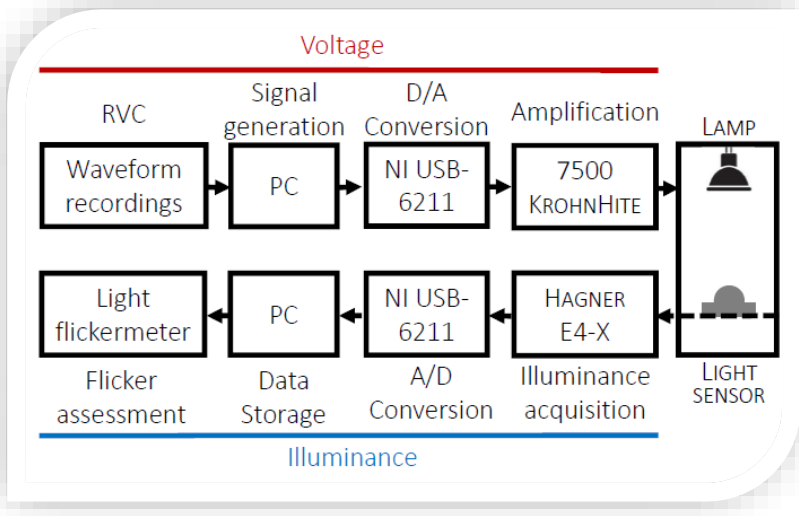 Voltage
RVC
Signal
generation
D/A
Conversion
Amplification
LAMP
Waveform
recordings
PC
NI USB-
6211
7500
KROHNHITE
Light
flickermeter
PC
NI USB-
6211
HAGNER
E4-X
Flicker
assessment
Data
Storage
A/D
Conversion
Illuminance
acquisition
LIGHT
SENSOR
Illuminance